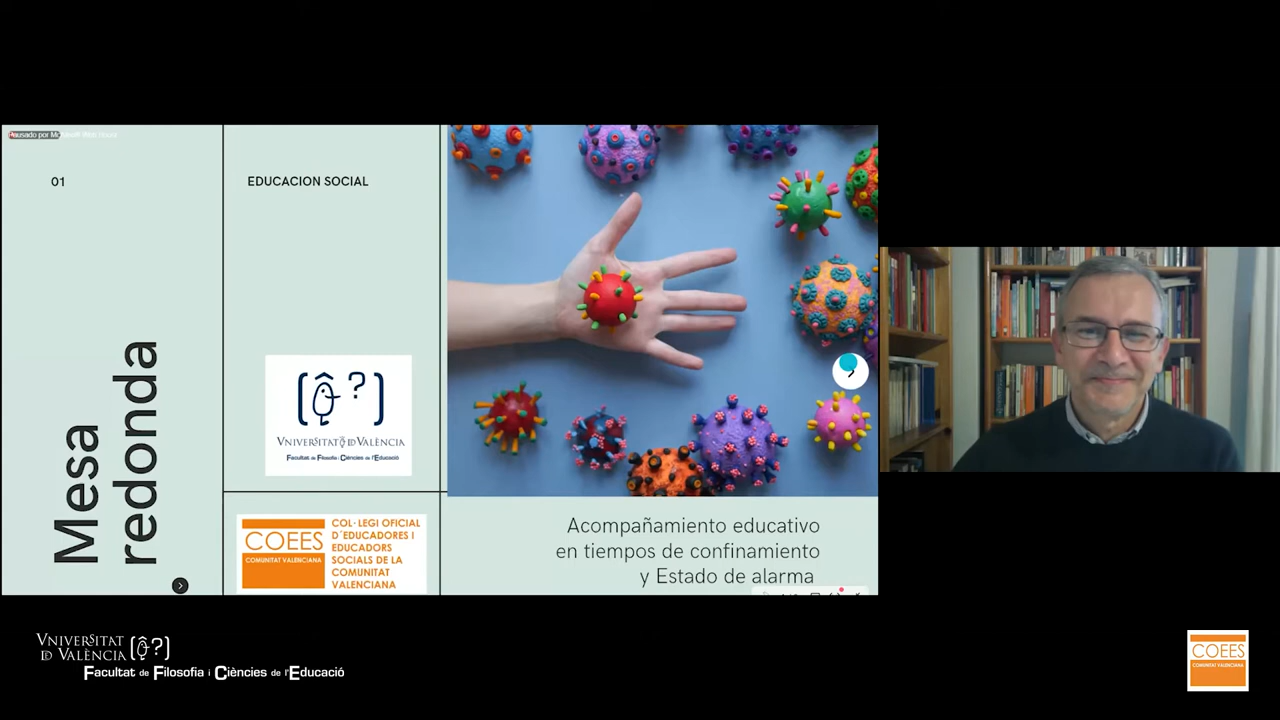 01
EDUCACION SOCIAL
Mesa
redonda
VNIVERSITAT
ID VALÈNCIA
Facultat de Filosofia i Ciències de l'Educació
COEES
COMUNITAT VALENCIANA
COL·LEGI OFICIAL
D'EDUCADORES I
EDUCADORS
SOCIALS DE LA
COMUNITAT
VALENCIANA
Acompañamiento educativo
en tiempos de confinamiento
y Estado de alarma
VNIVERSITAT
ID VALÈNCIA
Facultat de Filosofia i Ciències de l'Educació
COEES
COMUNITAT VALENCIANA